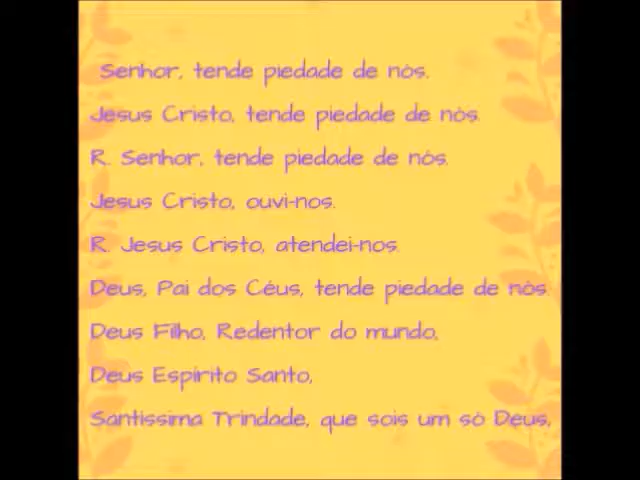 Senhor, tende piedade de nós.
Jesus Cristo, tende piedade de nós.
R. Senhor, tende piedade de nós.
Jesus Cristo, ouvi-nos.
R. Jesus Cristo, atendei-nos.
Deus, Pai dos Céus, tende piedade de nós.
Deus Filho, Redentor do mundo,
Deus Espírito Santo,
Santíssima Trindade, que sois um só Deus,